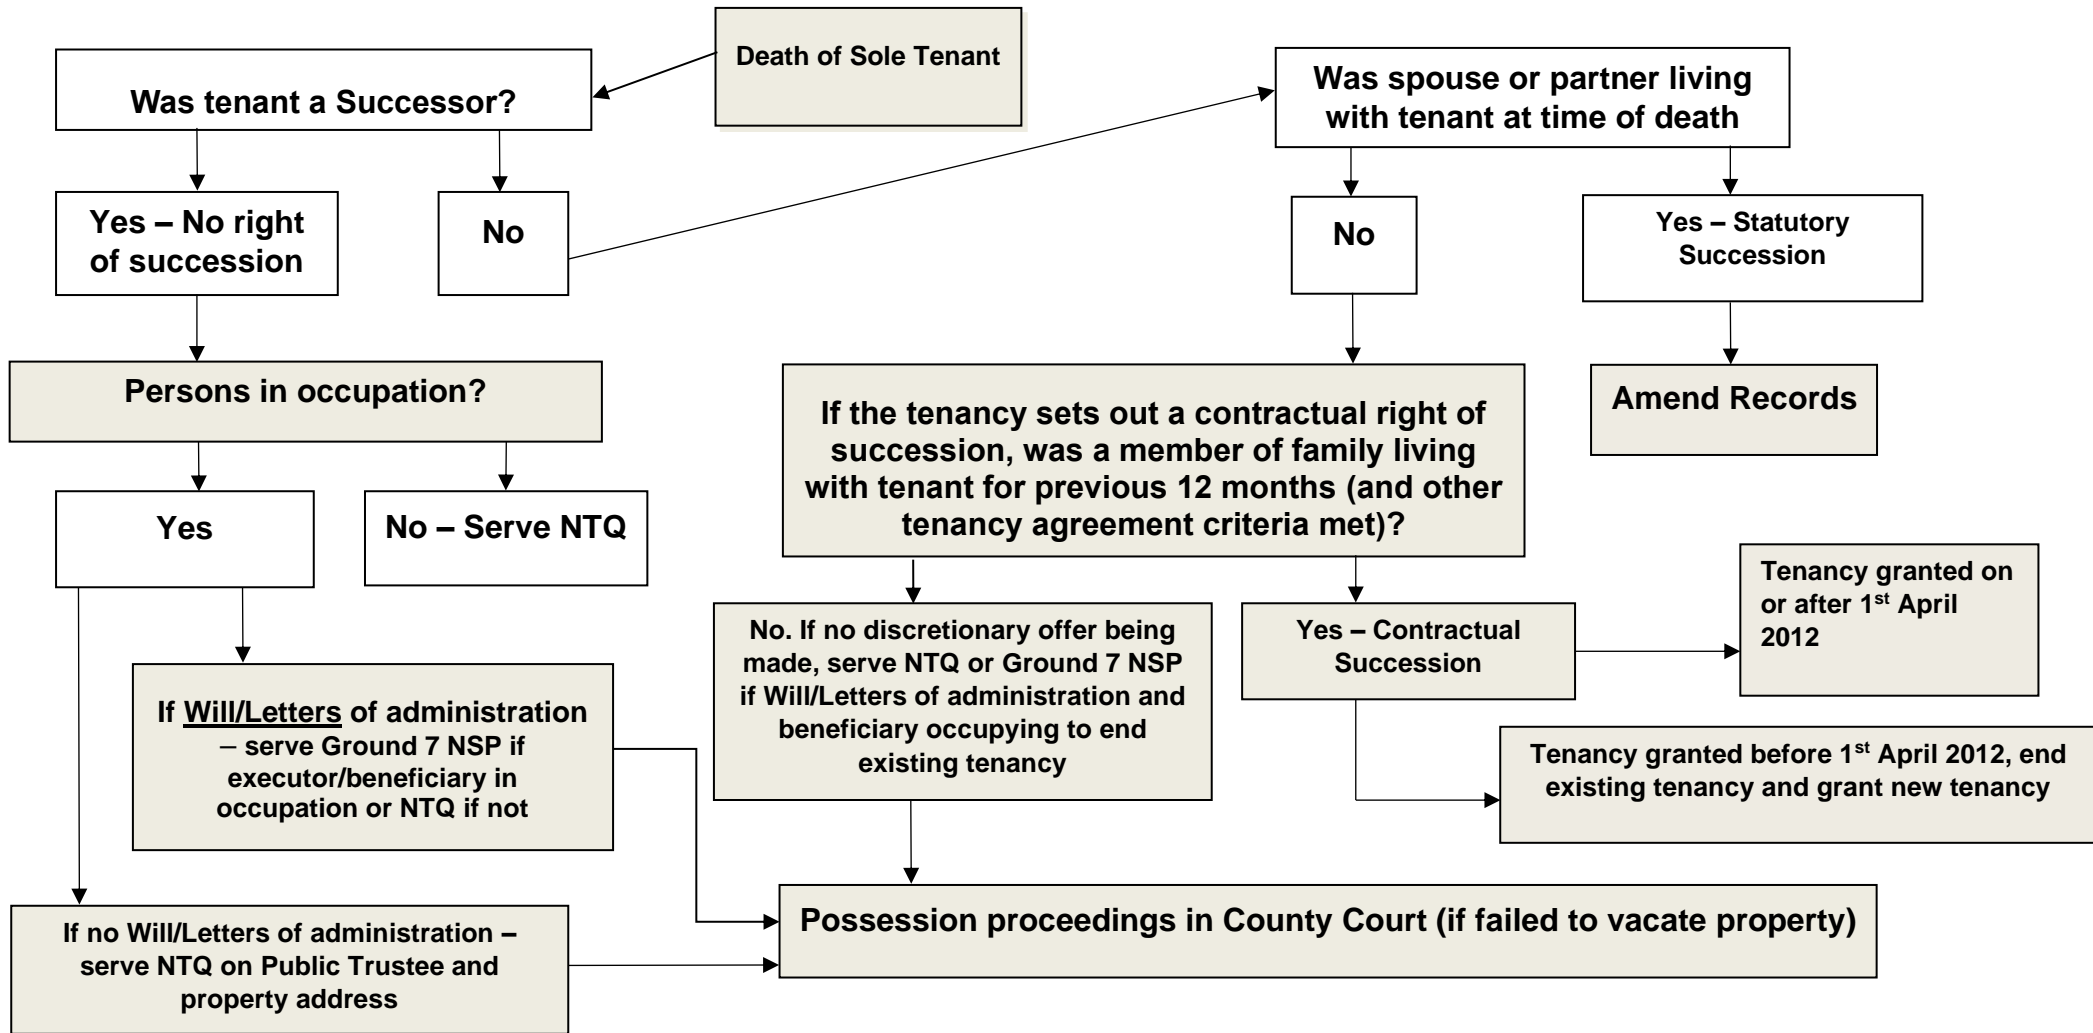 Death of Sole Tenant
Was tenant a Successor?
Was spouse or partner living
with tenant at time of death
Yes – No right
of succession
No
No
Yes – Statutory
Succession
Persons in occupation?
Amend Records
If the tenancy sets out a contractual right of
succession, was a member of family living
with tenant for previous 12 months (and other
tenancy agreement criteria met)?
Yes
No – Serve NTQ
Tenancy granted on
or after 1st April
2012
No. If no discretionary offer being
made, serve NTQ or Ground 7 NSP
if Will/Letters of administration and
beneficiary occupying to end
existing tenancy
Yes – Contractual
Succession
If Will/Letters of administration
– serve Ground 7 NSP if
executor/beneficiary in
occupation or NTQ if not
Tenancy granted before 1st April 2012, end
existing tenancy and grant new tenancy
Possession proceedings in County Court (if failed to vacate property)
If no Will/Letters of administration –
serve NTQ on Public Trustee and
property address